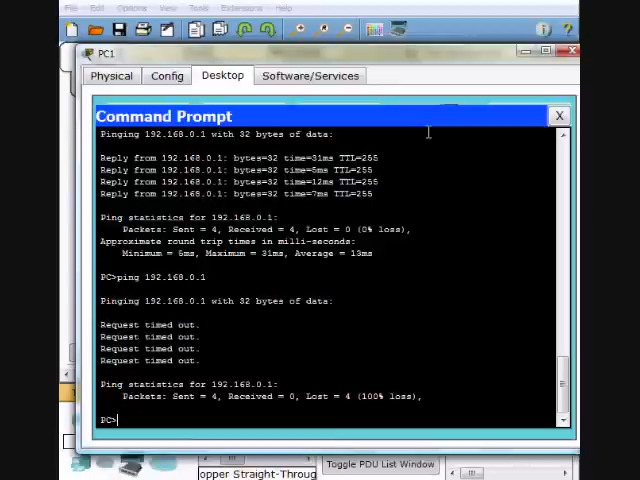 File Edit Options View Tools Extensions Help
PC1
Physical Config Desktop Software/Services
Command Prompt X
Pinging 192.168.0.1 with 32 bytes of data:
Reply from 192.168.0.1: bytes=32 time=31ms TTL=255
Reply from 192.168.0.1: bytes=32 time=5ms TTL=255
Reply from 192.168.0.1: bytes=32 time=12ms TTL=255
Reply from 192.168.0.1: bytes=32 time=7ms TTL=255
Ping statistics for 192.168.0.1:
Packets: Sent = 4, Received = 4, Lost = 0 (0% loss),
Approximate round trip times in milli-seconds:
Minimum = 5ms, Maximum = 31ms, Average = 13ms
PC>ping 192.168.0.1
Pinging 192.168.0.1 with 32 bytes of data:
Request timed out.
Request timed out.
Request timed out.
Request timed out.
Ping statistics for 192.168.0.1:
Packets: Sent = 4, Received = 0, Lost = 4 (100% loss),
PC>
opper Straight-Throug
Toggle PDU List Window